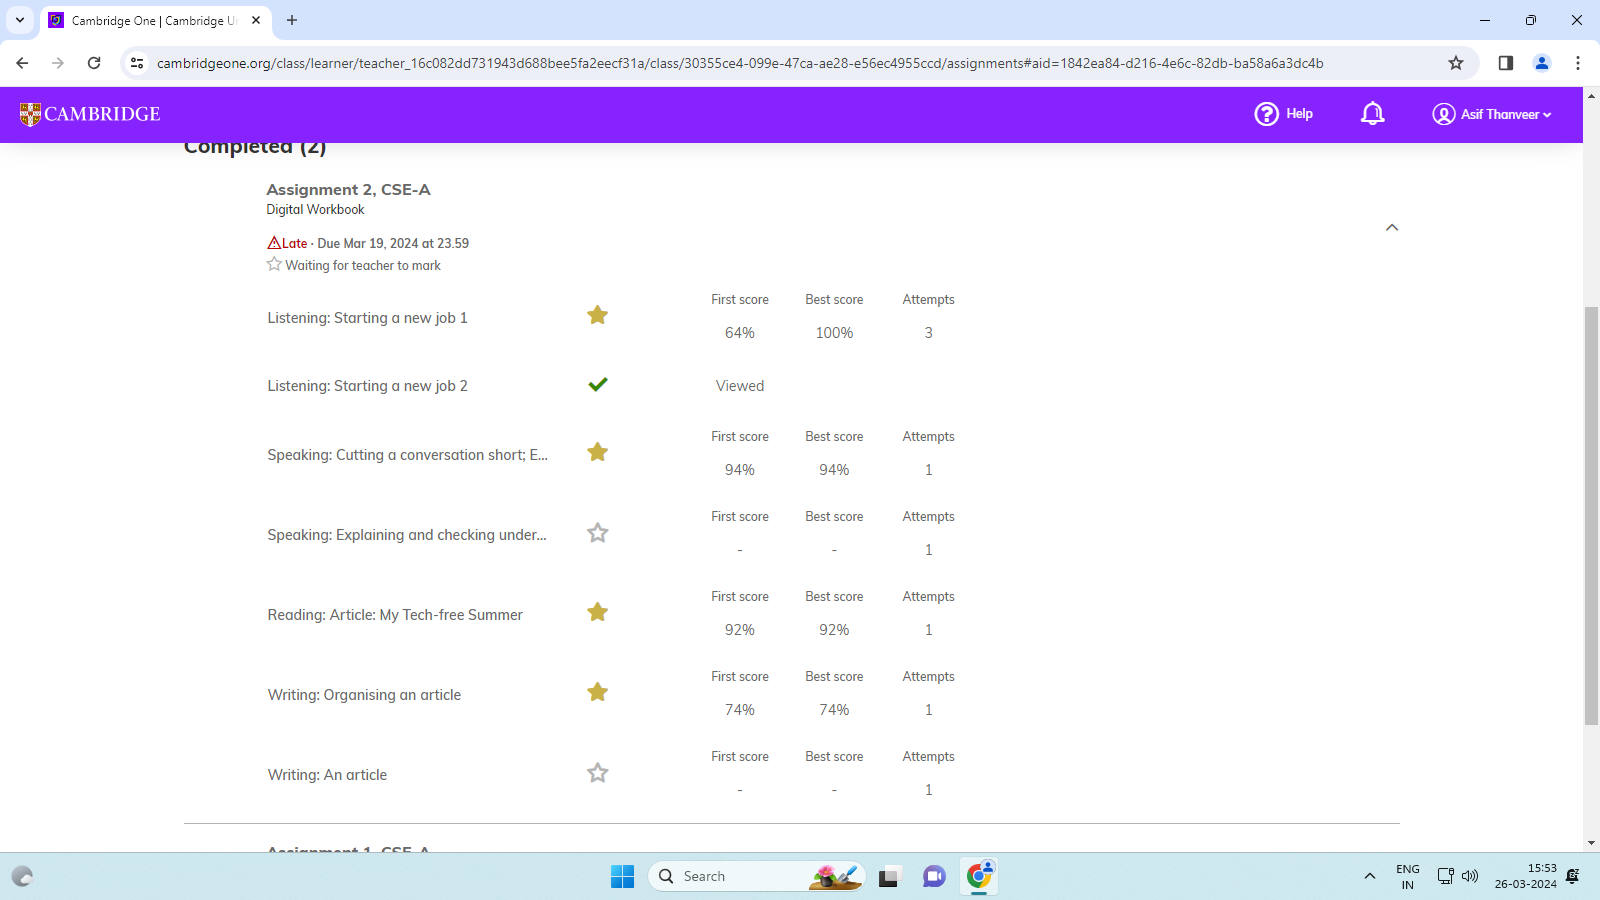 Cambridge One | Cambridge Un
cambridgeone.org/class/learner/teacher_16c082dd731943d688bee5fa2eecf31a/class/30355ce4-099e-47ca-ae28-e56ec4955ccd/assignments#aid=1842ea84-d216-4e6c-82db-ba58a6a3dc4b
CAMBRIDGE
Help
Asif Thanveer
Completed (2)
Assignment 2, CSE-A
Digital Workbook
Late · Due Mar 19, 2024 at 23.59
Waiting for teacher to mark
First score Best score Attempts
Listening: Starting a new job 1 64% 100% 3
Listening: Starting a new job 2 Viewed
First score Best score Attempts
Speaking: Cutting a conversation short; E... 94% 94% 1
First score Best score Attempts
Speaking: Explaining and checking under... - - 1
First score Best score Attempts
Reading: Article: My Tech-free Summer 92% 92% 1
First score Best score Attempts
Writing: Organising an article 74% 74% 1
First score Best score Attempts
Writing: An article - - 1
Assignment 1, CSE-A
Search
ENG
IN
15:53
26-03-2024